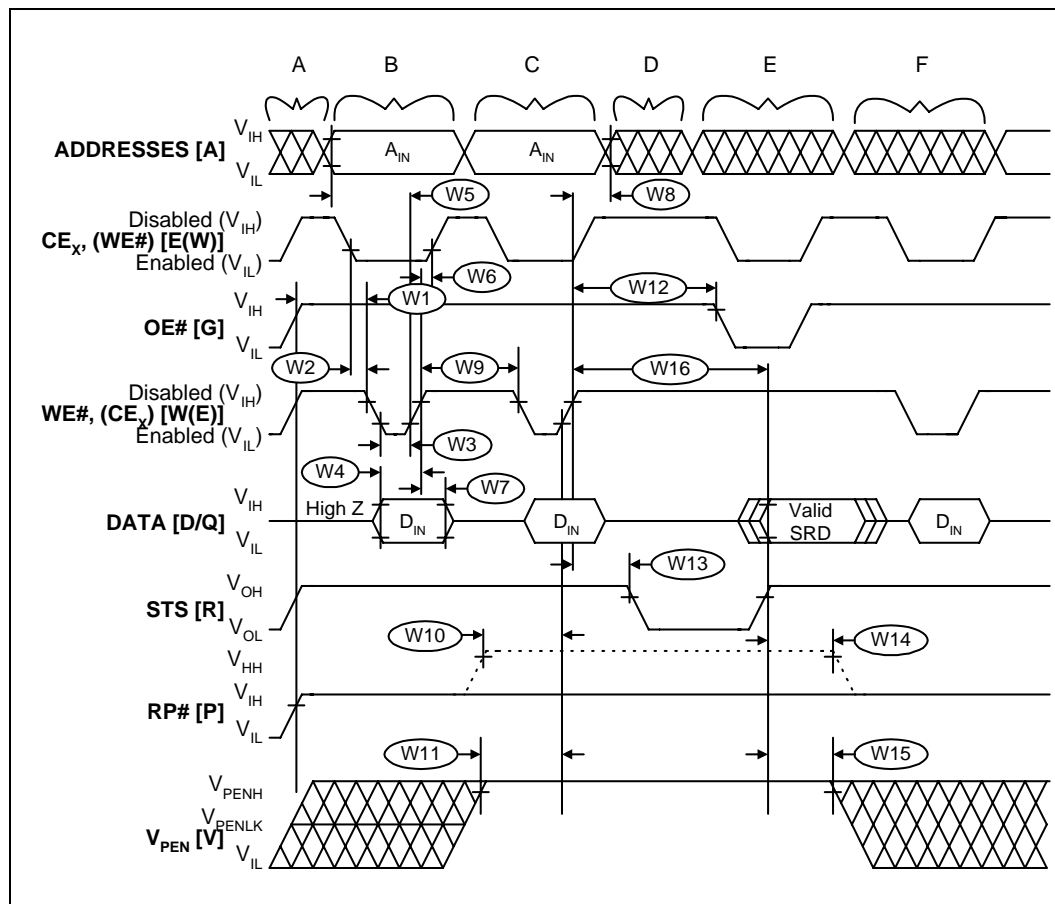 A B C D E F
V_IH
ADDRESSES [A] A_IN A_IN
V_IL
W5 W8
Disabled (V_IH)
CE_X, (WE#) [E(W)]
Enabled (V_IL)
W6
W1 W12
V_IH
OE# [G]
V_IL
W2 W9 W16
Disabled (V_IH)
WE#, (CE_X) [W(E)]
Enabled (V_IL)
W3
W4 W7
V_IH High Z
DATA [D/Q] D_IN D_IN Valid SRD D_IN
V_IL
W13
V_OH
STS [R]
V_OL
W10 W14
V_HH
V_IH
RP# [P]
V_IL
W11 W15
V_PENH
V_PENLK
V_PEN [V]
V_IL